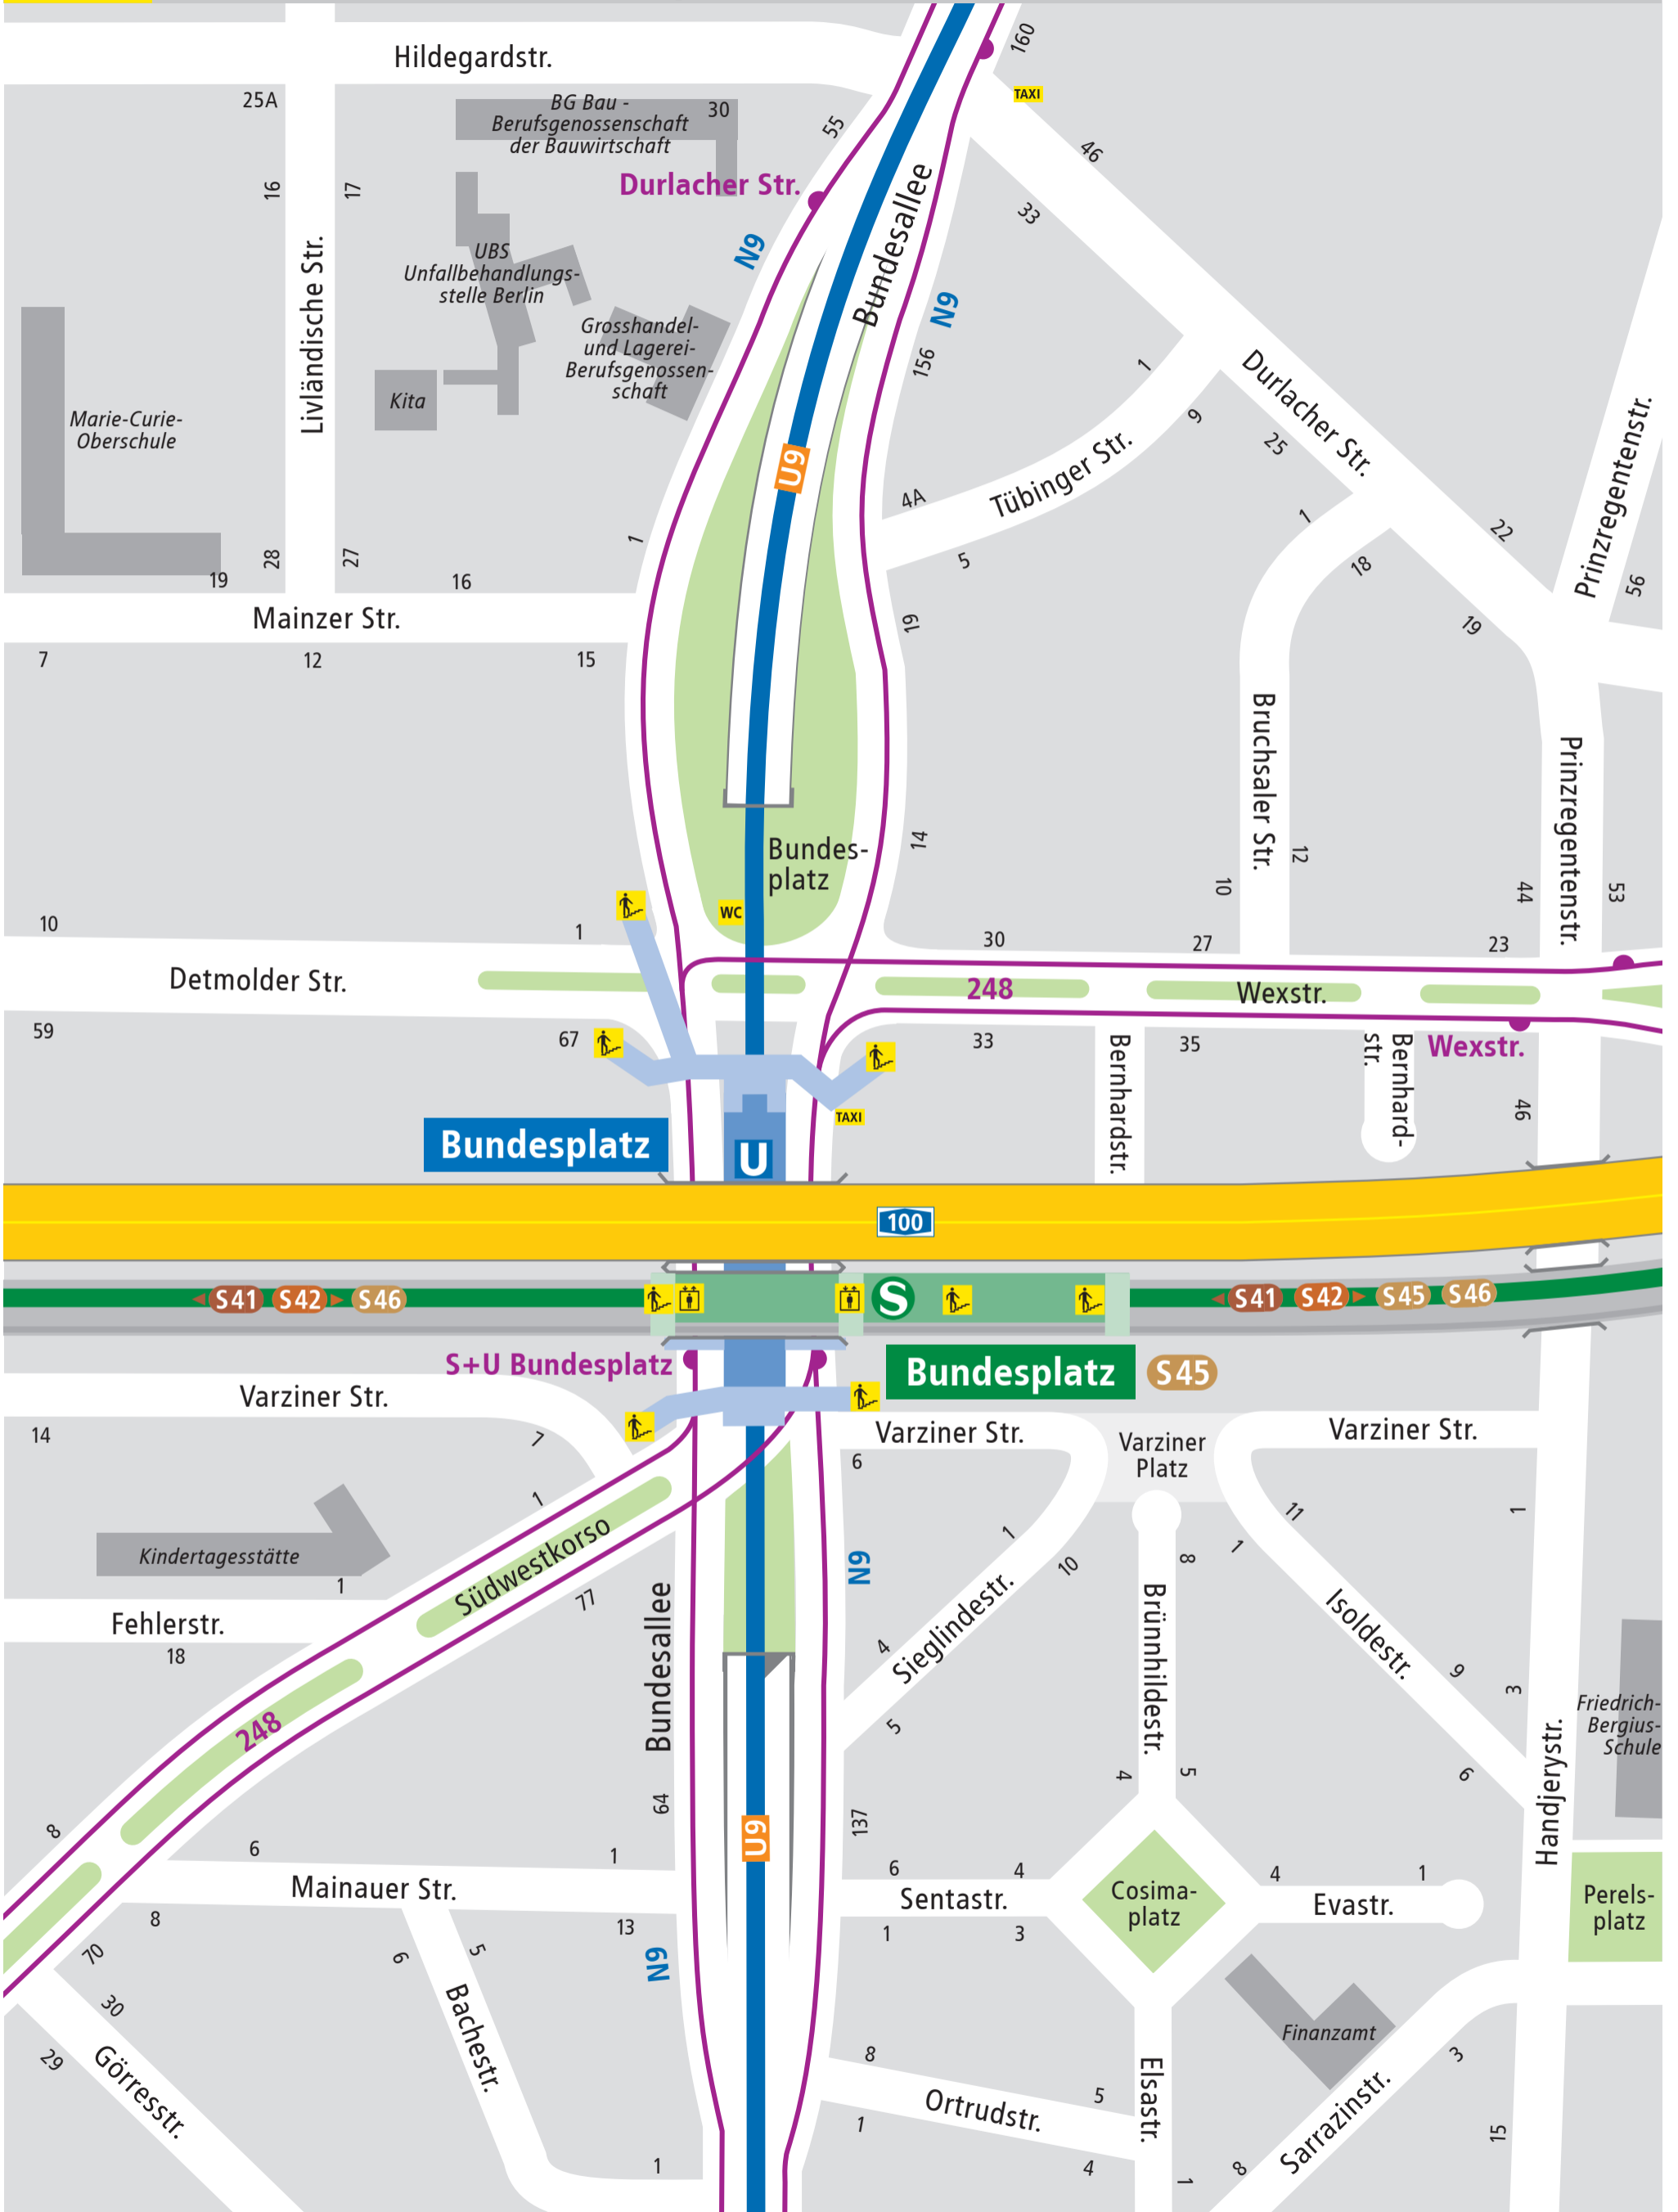 Hildegardstr.
160
TAXI
25A
BG Bau -
Berufsgenossenschaft
der Bauwirtschaft
30
55
46
16
17
Durlacher Str.
33
N9
Bundesallee
N9
UBS
Unfallbehandlungs-
stelle Berlin
Livländische Str.
Grosshandel-
und Lagerei-
Berufsgenossen-
schaft
156
1
Durlacher Str.
Kita
Marie-Curie-
Oberschule
9
25
Prinzregentenstr.
U9
Tübinger Str.
4A
1
22
1
5
28
27
18
56
19
16
19
19
Mainzer Str.
7
12
15
Bruchsaler Str.
Prinzregentenstr.
Bundes-
platz
14
12
10
44
53
WC
10
1
30
27
23
Detmolder Str.
248
Wexstr.
59
67
33
Bernhardstr.
35
Bernhard-
str.
Wexstr.
TAXI
46
Bundesplatz
U
100
S41
S42
S46
S
S41
S42
S45
S46
S+U Bundesplatz
Bundesplatz
S45
Varziner Str.
14
7
Varziner Str.
6
Varziner
Platz
Varziner Str.
1
1
11
1
1
10
8
Kindertagesstätte
1
Südwestkorso
77
N9
Fehlerstr.
18
Bundesallee
Sieglindestr.
4
5
Brünnhildestr.
Isoldestr.
9
3
Friedrich-
Bergius-
Schule
248
4
5
6
Handjerystr.
64
U9
137
8
6
1
6
4
4
1
Mainauer Str.
Sentastr.
Cosima-
platz
Evastr.
Perels-
platz
8
13
1
3
70
6
5
N9
30
Bachestr.
29
Görresstr.
Finanzamt
8
5
3
Ortrudstr.
Elsastr.
Sarrazinstr.
1
15
1
4
1
8